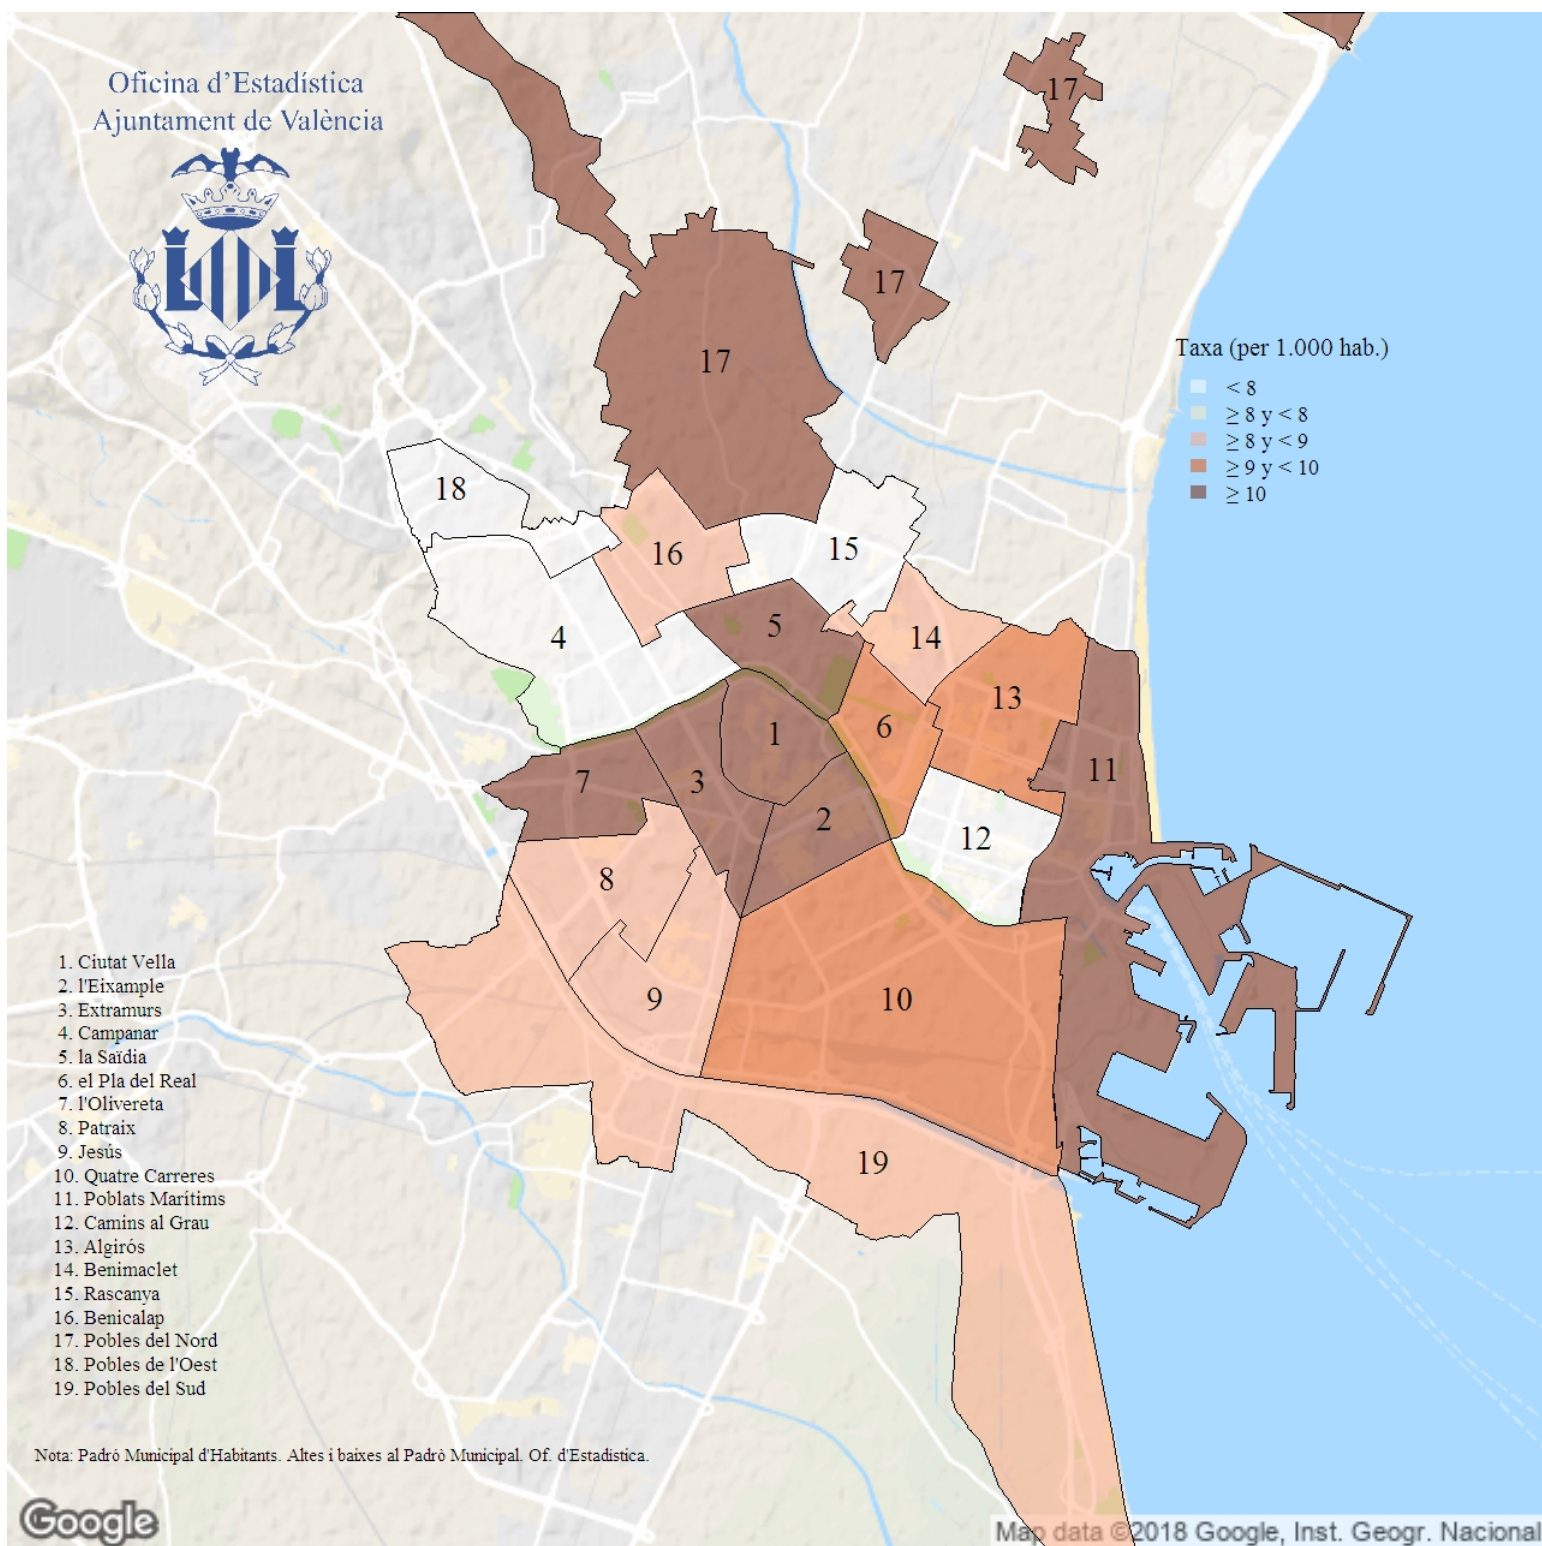 Oficina d'Estadística
Ajuntament de València
17
17
17
Taxa (per 1.000 hab.)
< 8
≥ 8 y < 8
≥ 8 y < 9
≥ 9 y < 10
≥ 10
18
16
15
4
5
14
13
6
1
11
7
3
2
12
8
9
10
19
1. Ciutat Vella
2. l'Eixample
3. Extramurs
4. Campanar
5. la Saïdia
6. el Pla del Real
7. l'Olivereta
8. Patraix
9. Jesús
10. Quatre Carreres
11. Poblats Marítims
12. Camins al Grau
13. Algirós
14. Benimaclet
15. Rascanya
16. Benicalap
17. Pobles del Nord
18. Pobles de l'Oest
19. Pobles del Sud
Nota: Padró Municipal d'Habitants. Altes i baixes al Padró Municipal. Of. d'Estadística.
Google
Map data ©2018 Google, Inst. Geogr. Nacional